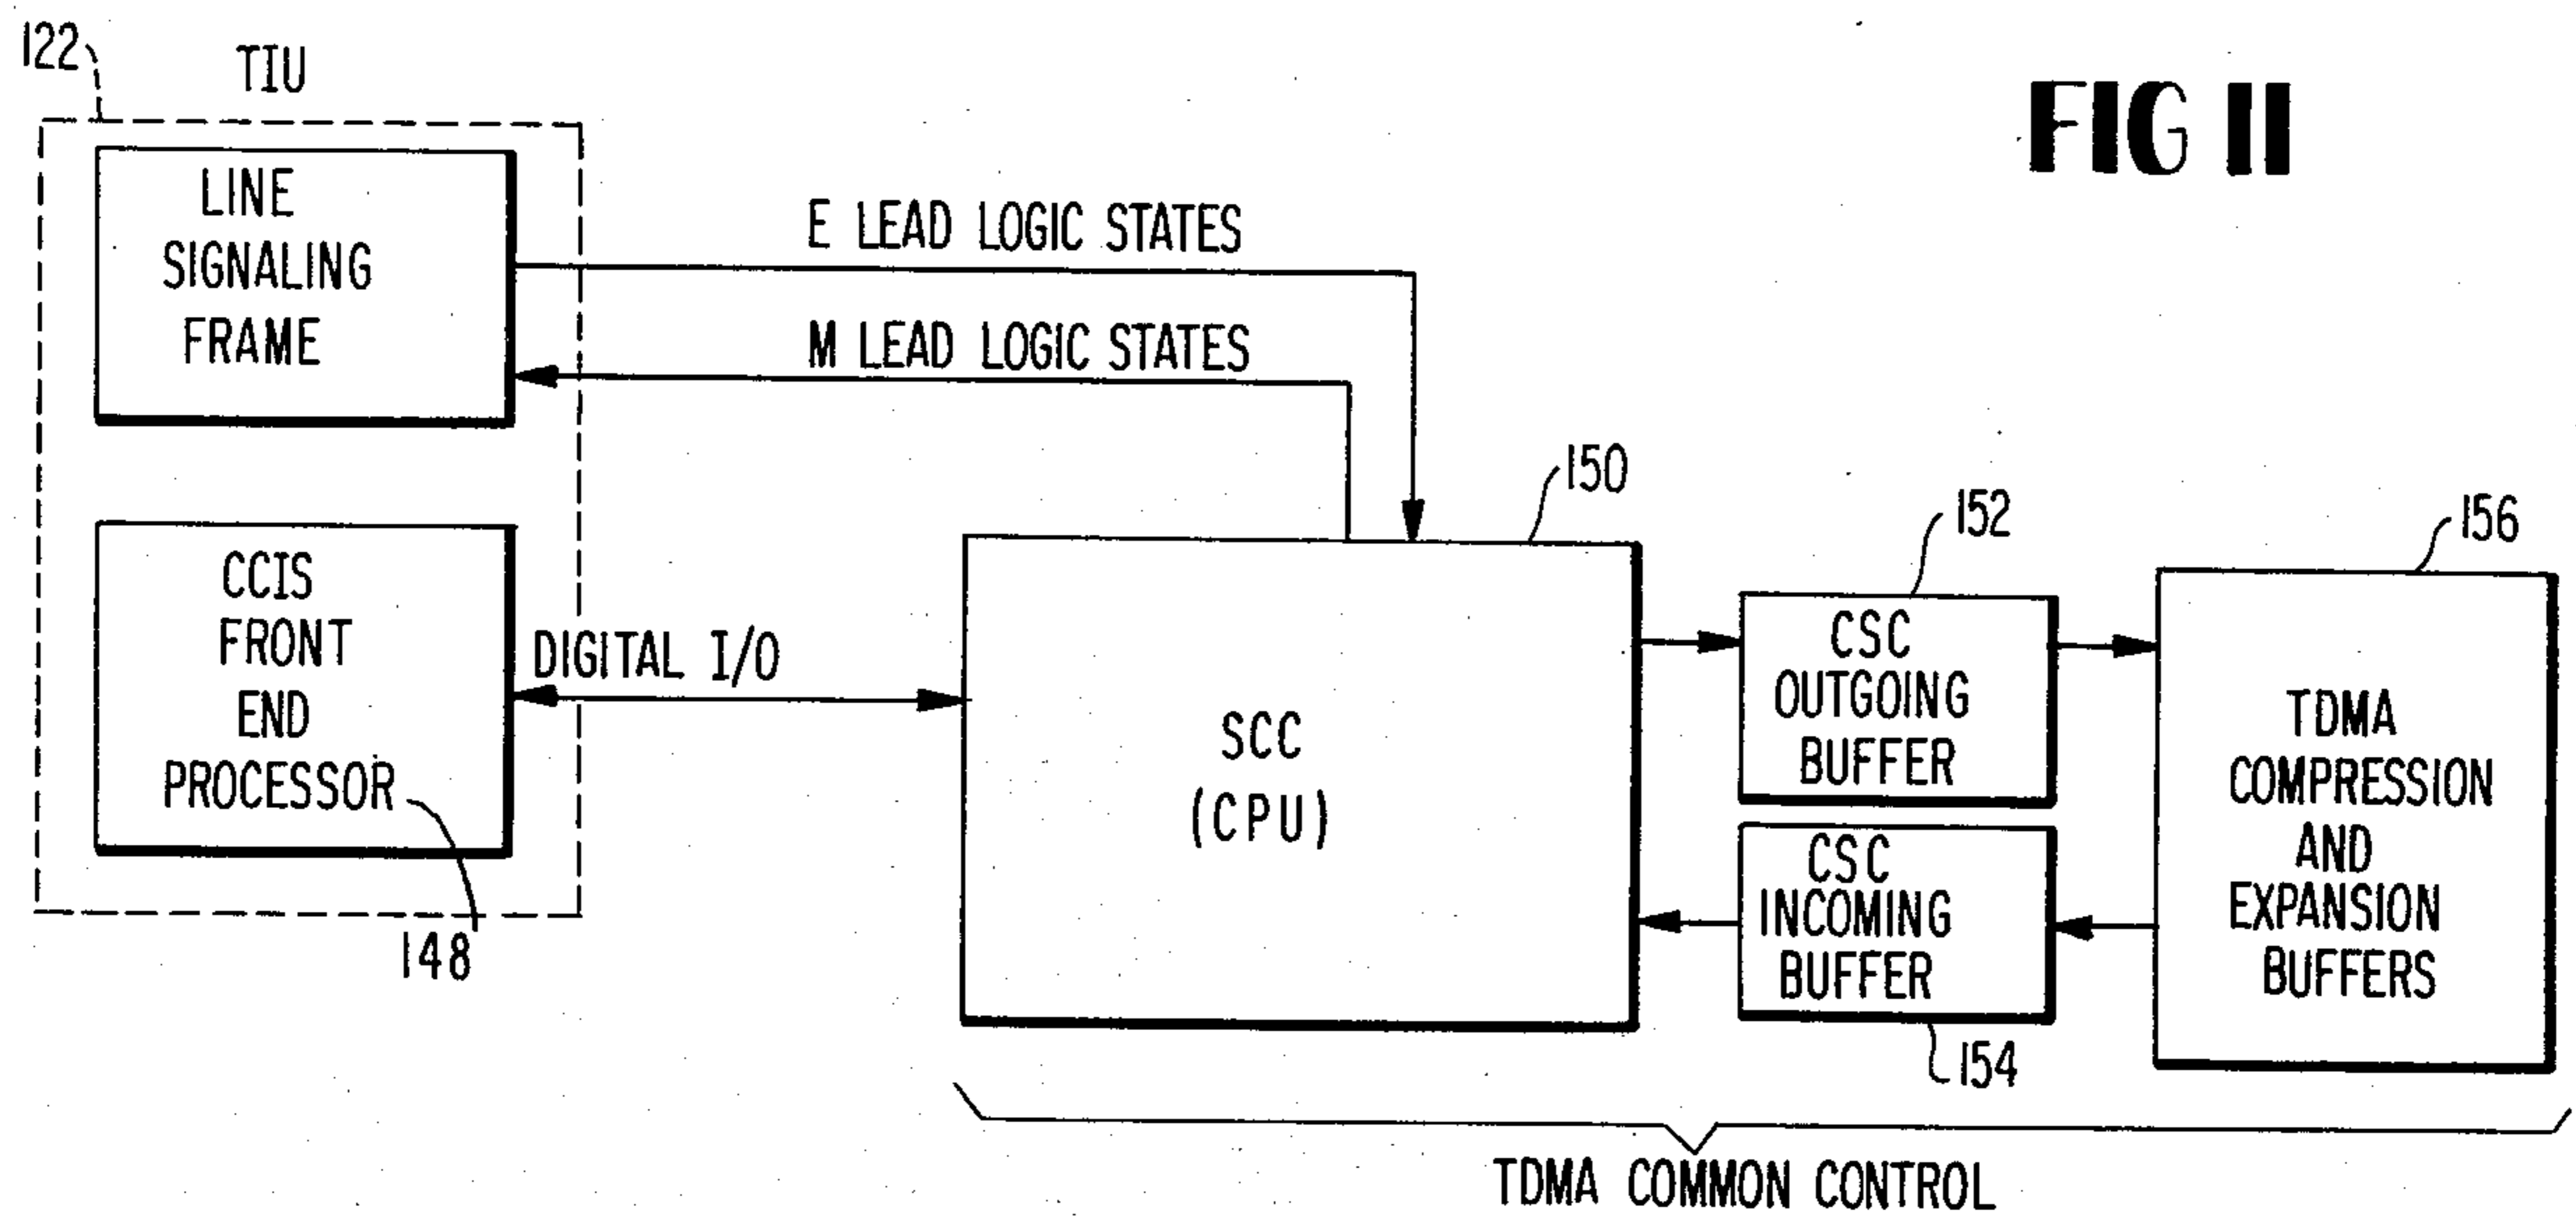 122
TIU
FIG 11
LINE
SIGNALING
FRAME
E LEAD LOGIC STATES
M LEAD LOGIC STATES
CCIS
FRONT
END
PROCESSOR
148
DIGITAL I/O
150
SCC
(CPU)
152
CSC
OUTGOING
BUFFER
CSC
INCOMING
BUFFER
154
156
TDMA
COMPRESSION
AND
EXPANSION
BUFFERS
TDMA COMMON CONTROL